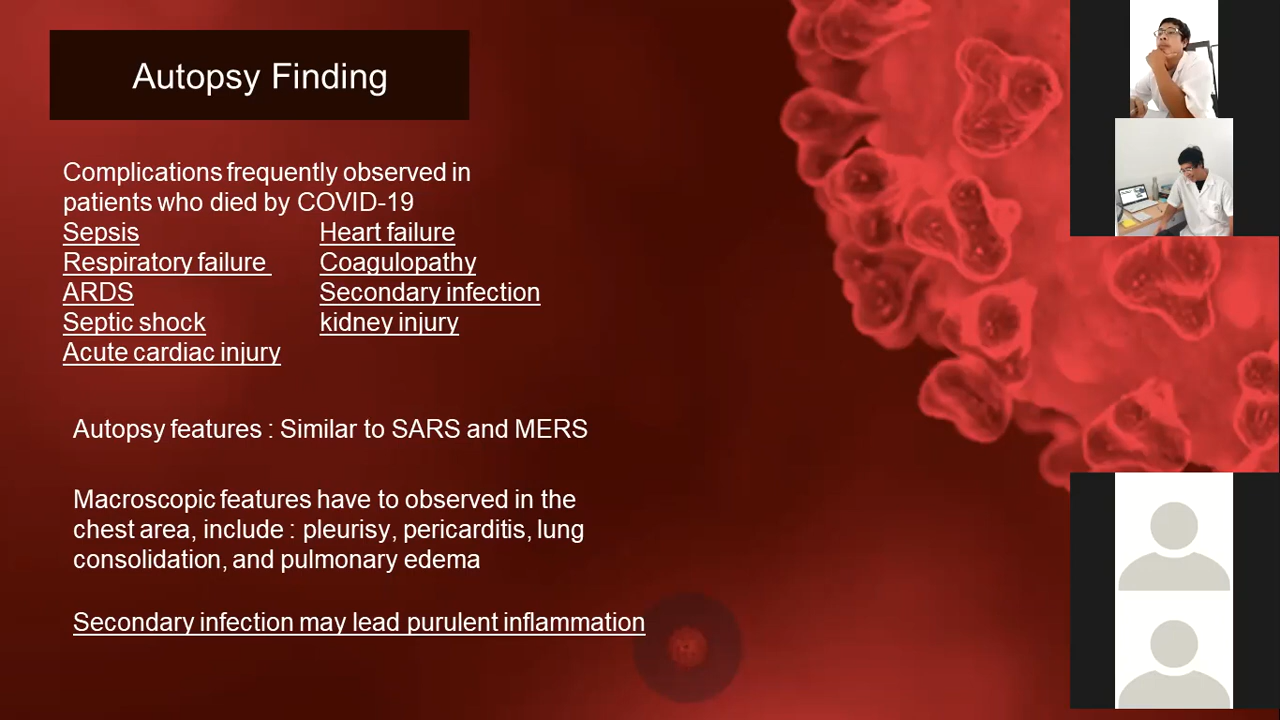 Autopsy Finding
Complications frequently observed in
patients who died by COVID-19
Sepsis Heart failure
Respiratory failure Coagulopathy
ARDS Secondary infection
Septic shock kidney injury
Acute cardiac injury
Autopsy features : Similar to SARS and MERS
Macroscopic features have to observed in the
chest area, include : pleurisy, pericarditis, lung
consolidation, and pulmonary edema
Secondary infection may lead purulent inflammation